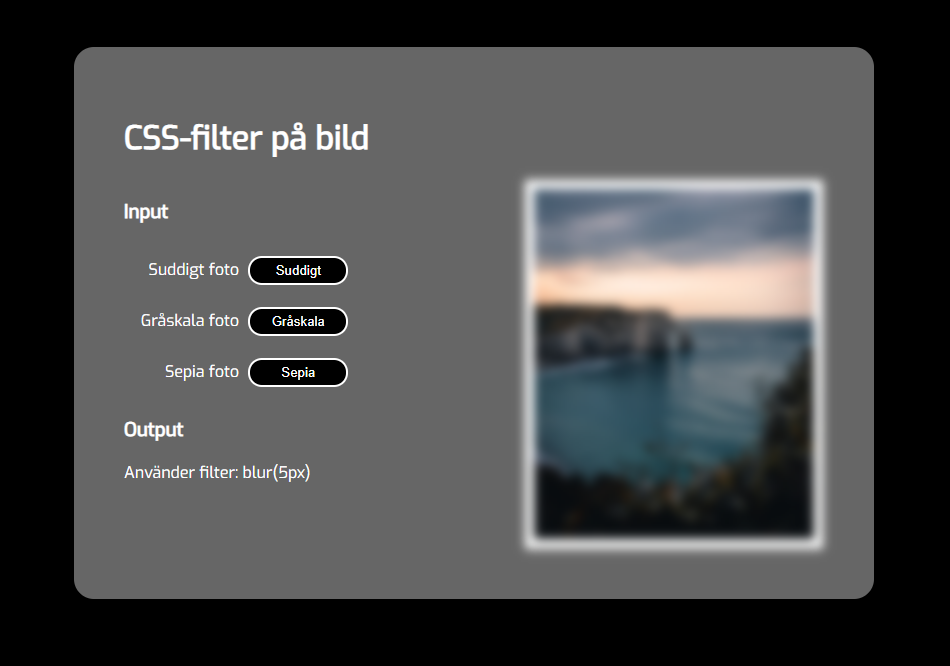 CSS-filter på bild
Input
Suddigt foto Suddigt
Gråskala foto Gråskala
Sepia foto Sepia
Output
Använder filter: blur(5px)